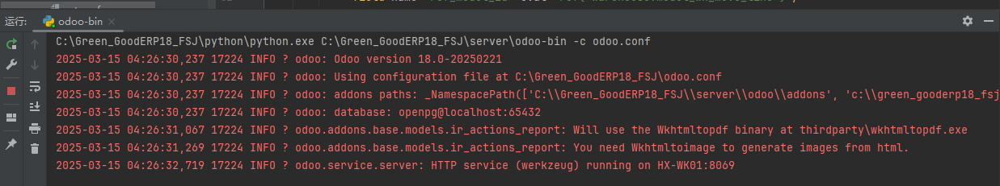 运行: odoo-bin
C:\Green_GoodERP18_FSJ\python\python.exe C:\Green_GoodERP18_FSJ\server\odoo-bin -c odoo.conf
2025-03-15 04:26:30,237 17224 INFO ? odoo: Odoo version 18.0-20250221
2025-03-15 04:26:30,237 17224 INFO ? odoo: Using configuration file at C:\Green_GoodERP18_FSJ\odoo.conf
2025-03-15 04:26:30,237 17224 INFO ? odoo: addons paths: _NamespacePath(['C:\\Green_GoodERP18_FSJ\\server\\odoo\\addons', 'c:\\green_gooderp18_fsj
2025-03-15 04:26:30,237 17224 INFO ? odoo: database: openpg@localhost:65432
2025-03-15 04:26:31,067 17224 INFO ? odoo.addons.base.models.ir_actions_report: Will use the Wkhtmltopdf binary at thirdparty\wkhtmltopdf.exe
2025-03-15 04:26:31,269 17224 INFO ? odoo.addons.base.models.ir_actions_report: You need Wkhtmltoimage to generate images from html.
2025-03-15 04:26:32,719 17224 INFO ? odoo.service.server: HTTP service (werkzeug) running on HX-WK01:8069